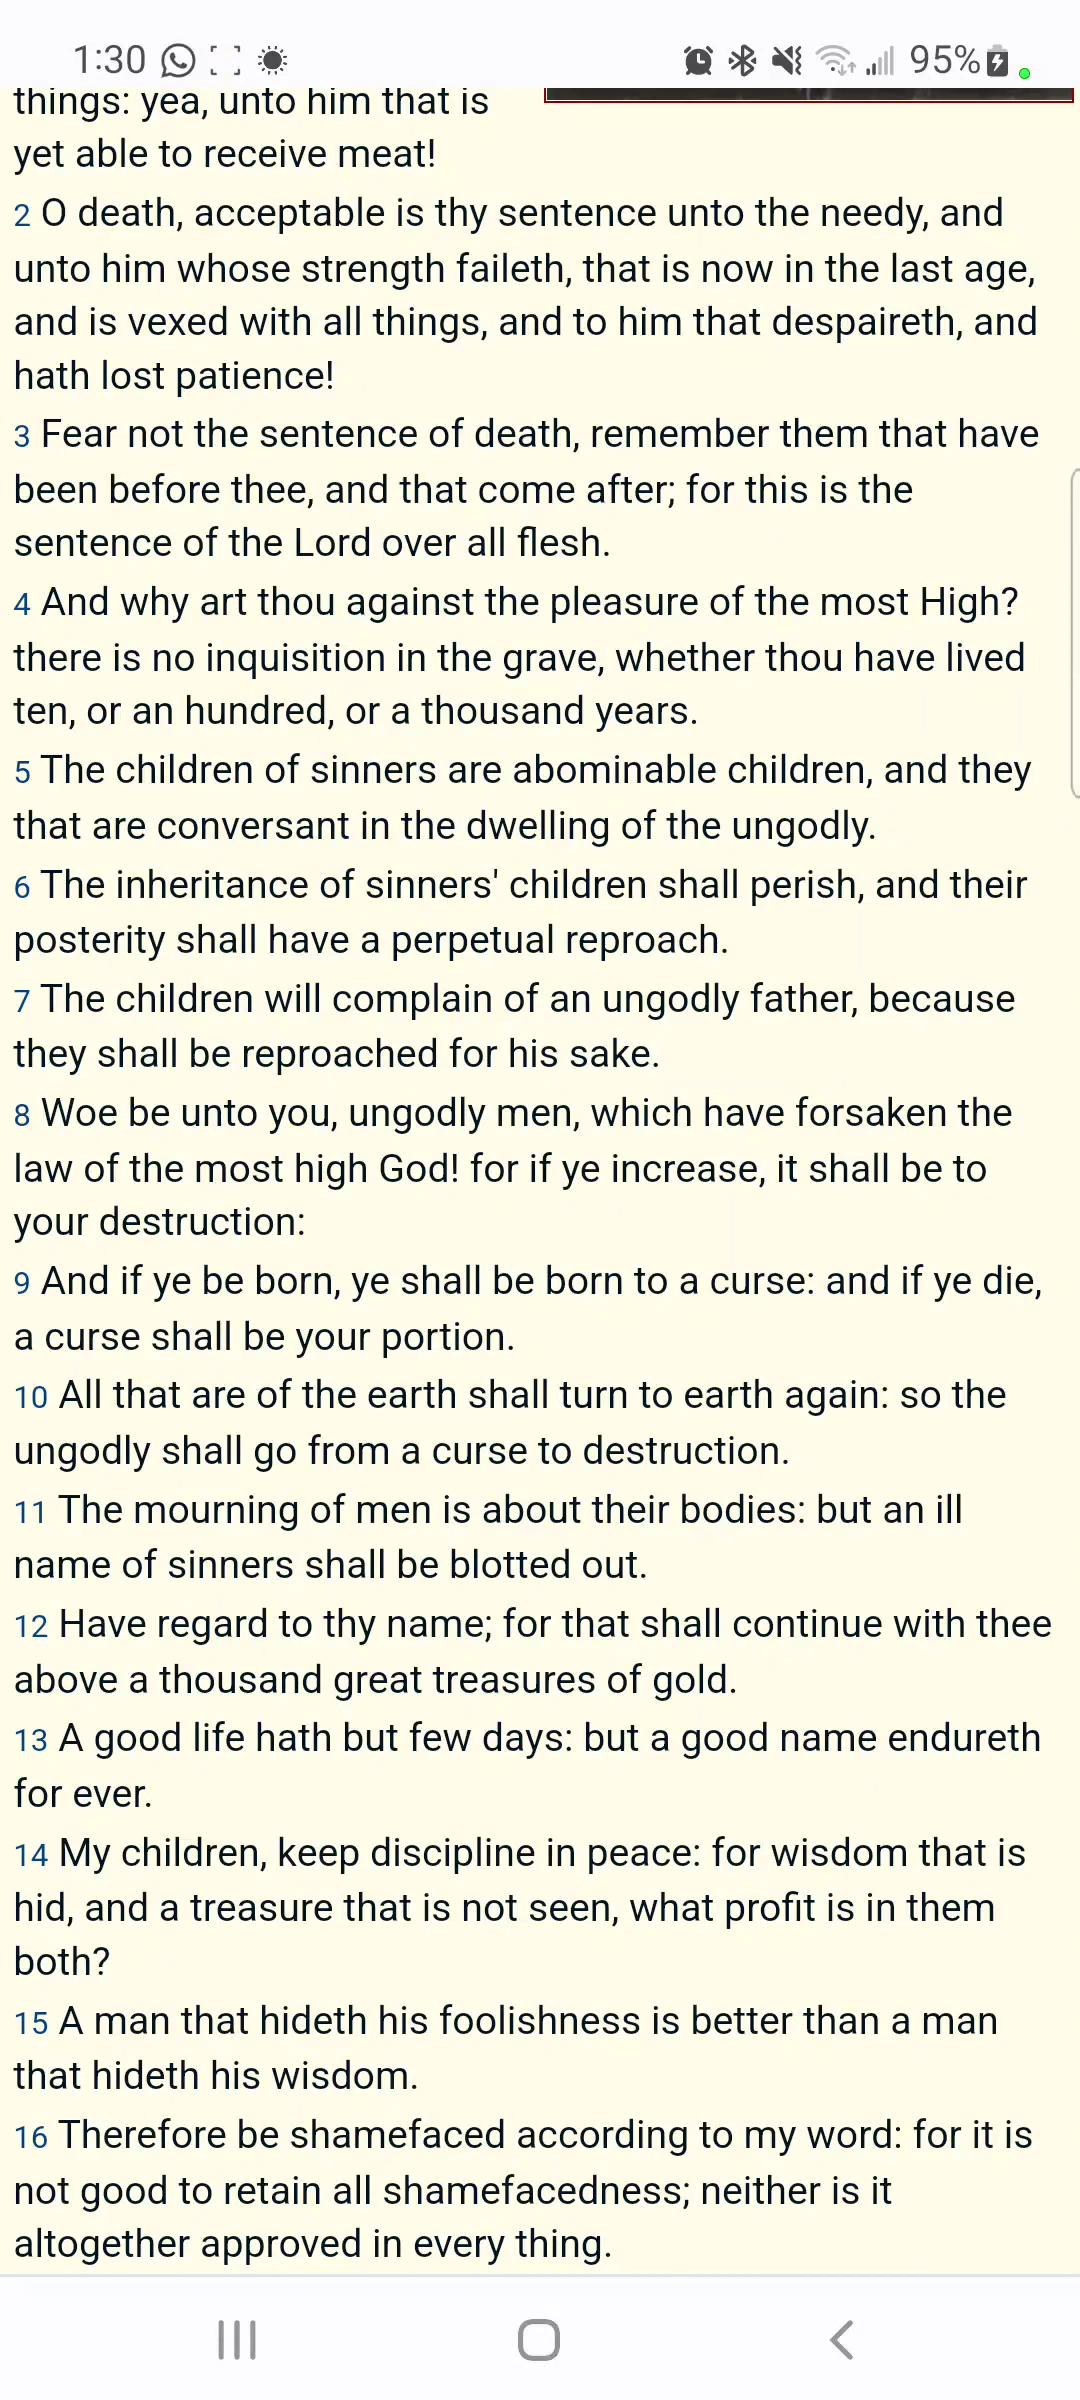 1:30
95%
things: yea, unto him that is
yet able to receive meat!
2 O death, acceptable is thy sentence unto the needy, and
unto him whose strength faileth, that is now in the last age,
and is vexed with all things, and to him that despaireth, and
hath lost patience!
3 Fear not the sentence of death, remember them that have
been before thee, and that come after; for this is the
sentence of the Lord over all flesh.
4 And why art thou against the pleasure of the most High?
there is no inquisition in the grave, whether thou have lived
ten, or an hundred, or a thousand years.
5 The children of sinners are abominable children, and they
that are conversant in the dwelling of the ungodly.
6 The inheritance of sinners' children shall perish, and their
posterity shall have a perpetual reproach.
7 The children will complain of an ungodly father, because
they shall be reproached for his sake.
8 Woe be unto you, ungodly men, which have forsaken the
law of the most high God! for if ye increase, it shall be to
your destruction:
9 And if ye be born, ye shall be born to a curse: and if ye die,
a curse shall be your portion.
10 All that are of the earth shall turn to earth again: so the
ungodly shall go from a curse to destruction.
11 The mourning of men is about their bodies: but an ill
name of sinners shall be blotted out.
12 Have regard to thy name; for that shall continue with thee
above a thousand great treasures of gold.
13 A good life hath but few days: but a good name endureth
for ever.
14 My children, keep discipline in peace: for wisdom that is
hid, and a treasure that is not seen, what profit is in them
both?
15 A man that hideth his foolishness is better than a man
that hideth his wisdom.
16 Therefore be shamefaced according to my word: for it is
not good to retain all shamefacedness; neither is it
altogether approved in every thing.